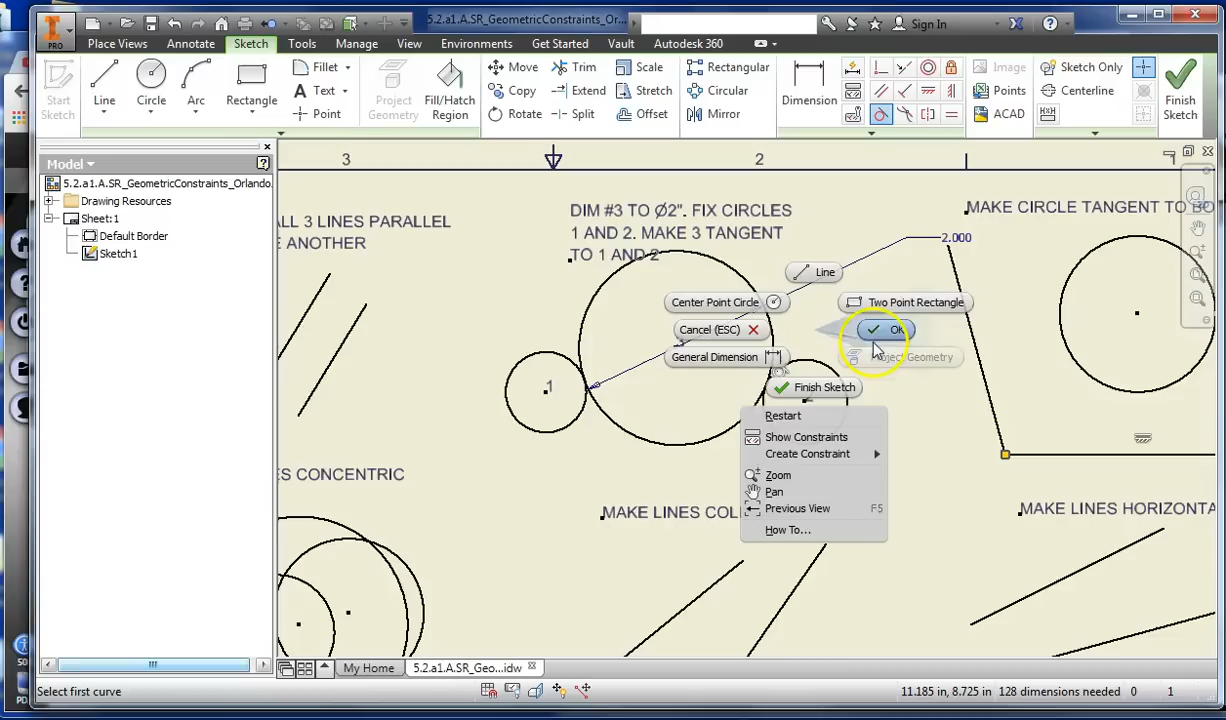 5.2.a1.A.SR_GeometricConstraints_Or...
Sign In
PRO
Place Views Annotate Sketch Tools Manage View Environments Get Started Vault Autodesk 360
Start Sketch
Line
Circle
Arc
Rectangle
Fillet
Text
Point
Project Geometry
Fill/Hatch Region
Move Trim Scale
Copy Extend Stretch
Rotate Split Offset
Rectangular
Circular
Mirror
Dimension
Image
Points
ACAD
Sketch Only
Centerline
Finish Sketch
Model
5.2.a1.A.SR_GeometricConstraints_Orlando.
Drawing Resources
Sheet:1
Default Border
Sketch1
3
2
ALL 3 LINES PARALLEL
ANOTHER
DIM #3 TO Ø2". FIX CIRCLES
1 AND 2. MAKE 3 TANGENT
TO 1 AND 2
MAKE CIRCLE TANGENT TO BO
2.000
1
Line
Center Point Circle
Two Point Rectangle
Cancel (ESC)
OK
General Dimension
Project Geometry
Finish Sketch
Restart
Show Constraints
Create Constraint
Zoom
Pan
Previous View F5
How To...
ES CONCENTRIC
MAKE LINES COL
MAKE LINES HORIZONTA
My Home
5.2.a1.A.SR_Geo....idw
Select first curve
11.185 in, 8.725 in 128 dimensions needed 0 1